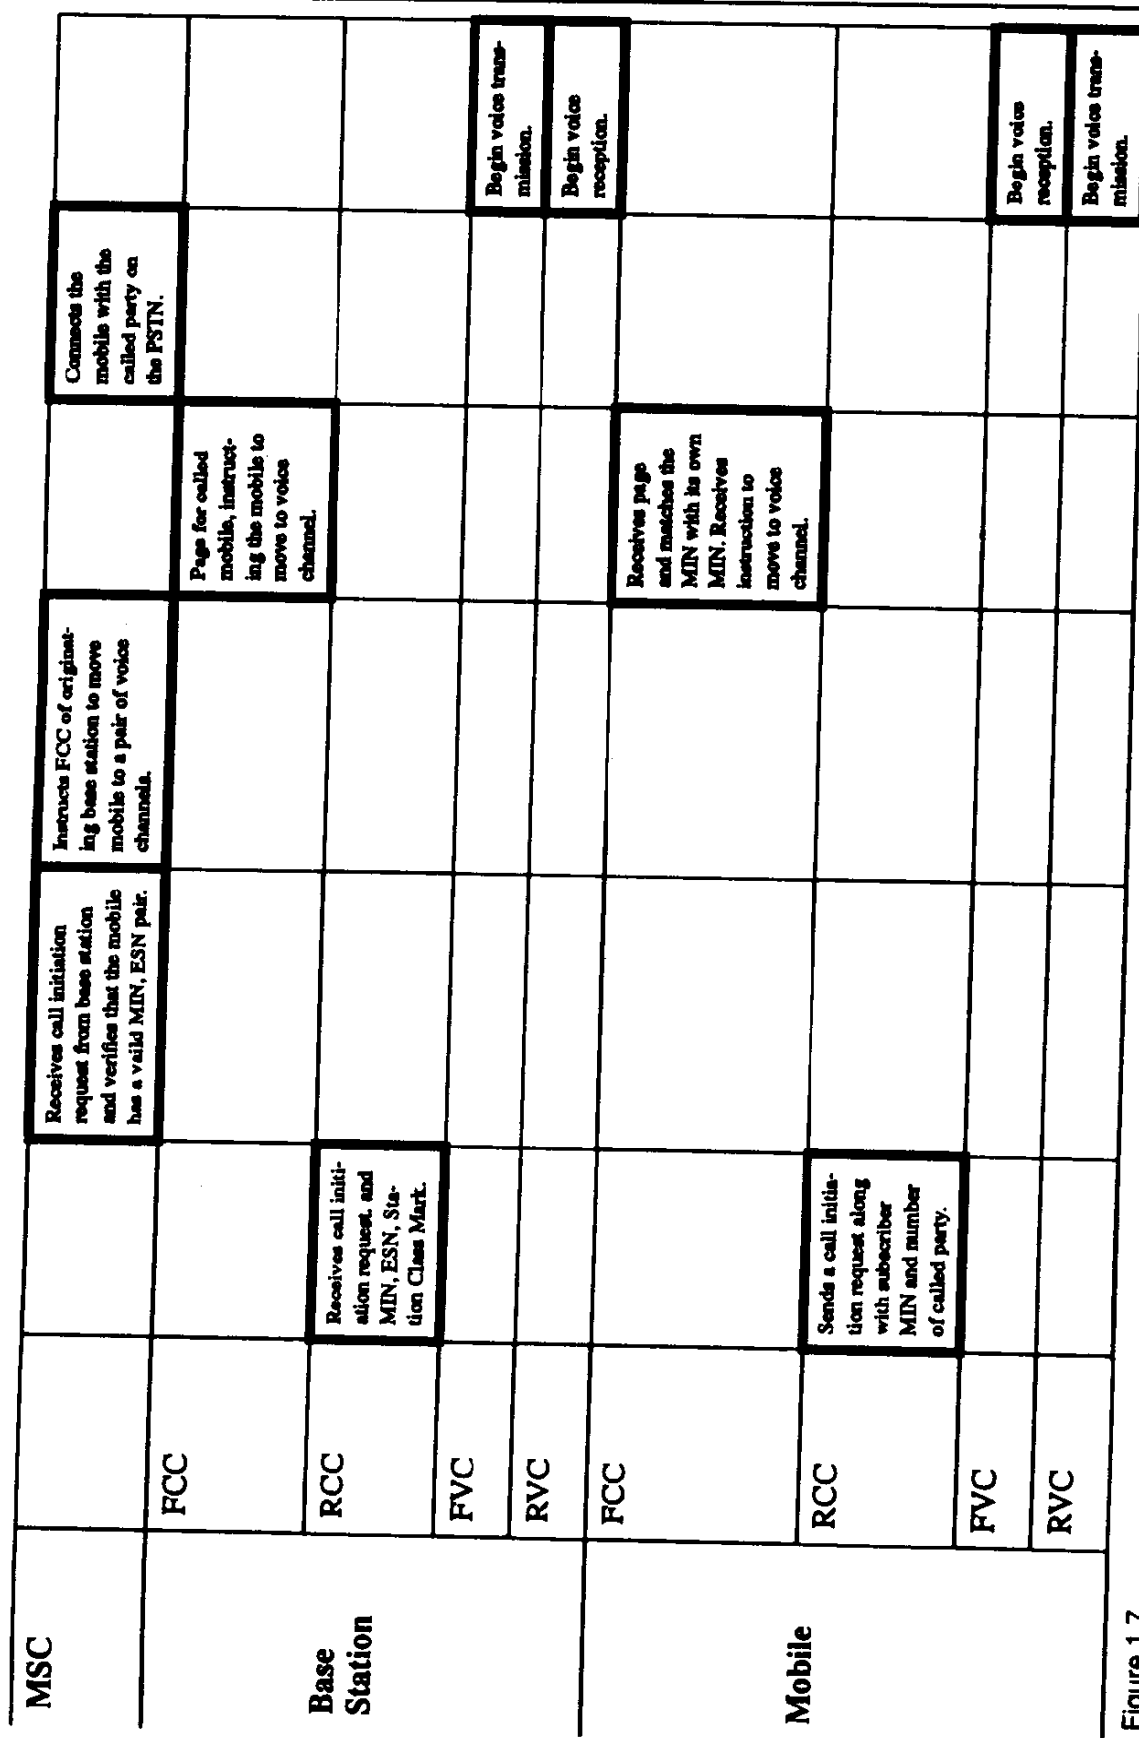 MSC
Receives call initiation
request from base station
and verifies that the mobile
has a vaild MIN, ESN pair.
Instructs FCC of originat-
ing base station to move
mobile to a pair of voice
channels.
Connects the
mobile with the
called party on
the PSTN.
Base
Station
FCC
Page for called
mobile, instruct-
ing the mobile to
move to voice
channel.
RCC
Receives call initi-
ation request. and
MIN, ESN, Sta-
tion Class Mark.
FVC
Begin voice trans-
mission.
RVC
Begin voice
reception.
Mobile
FCC
Receives page
and matches the
MIN with its own
MIN. Receives
instruction to
move to voice
channel.
RCC
Sends a call initia-
tion request along
with subscriber
MIN and number
of called party.
FVC
Begin voice
reception.
RVC
Begin voice trans-
mission.
Figure 1.7